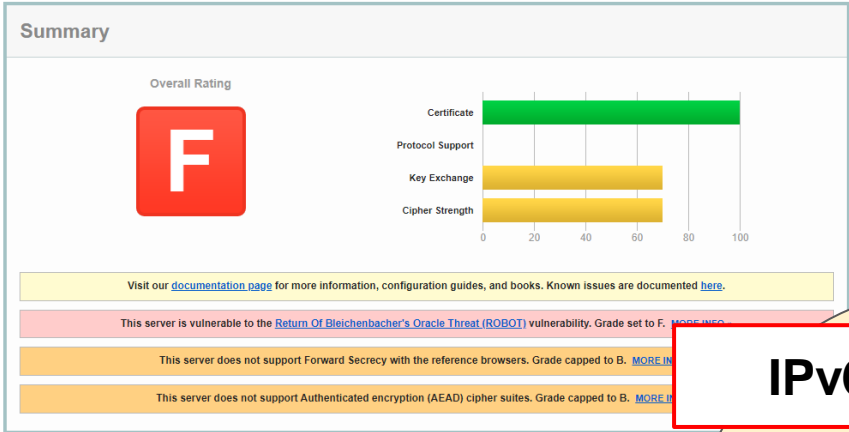 Summary
Overall Rating
F
Certificate
Protocol Support
Key Exchange
Cipher Strength
0 20 40 60 80 100
Visit our documentation page for more information, configuration guides, and books. Known issues are documented here.
This server is vulnerable to the Return Of Bleichenbacher's Oracle Threat (ROBOT) vulnerability. Grade set to F.
This server does not support Forward Secrecy with the reference browsers. Grade capped to B. MORE
This server does not support Authenticated encryption (AEAD) cipher suites. Grade capped to B. MORE